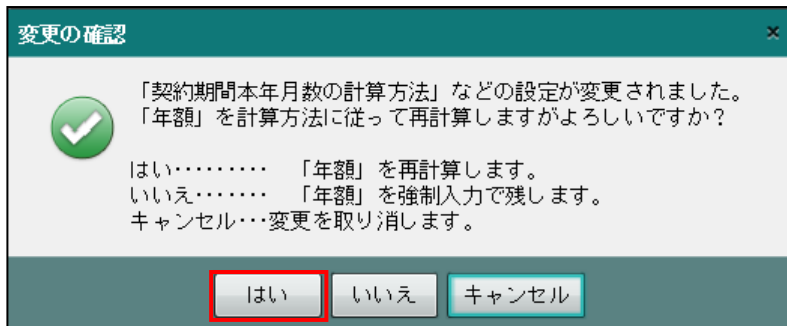 変更の確認
×
「契約期間本年月数の計算方法」などの設定が変更されました。
「年額」を計算方法に従って再計算しますがよろしいですか？
はい･････････　「年額」を再計算します。
いいえ･･･････　「年額」を強制入力で残します。
キャンセル･･･変更を取り消します。
はい
いいえ
キャンセル